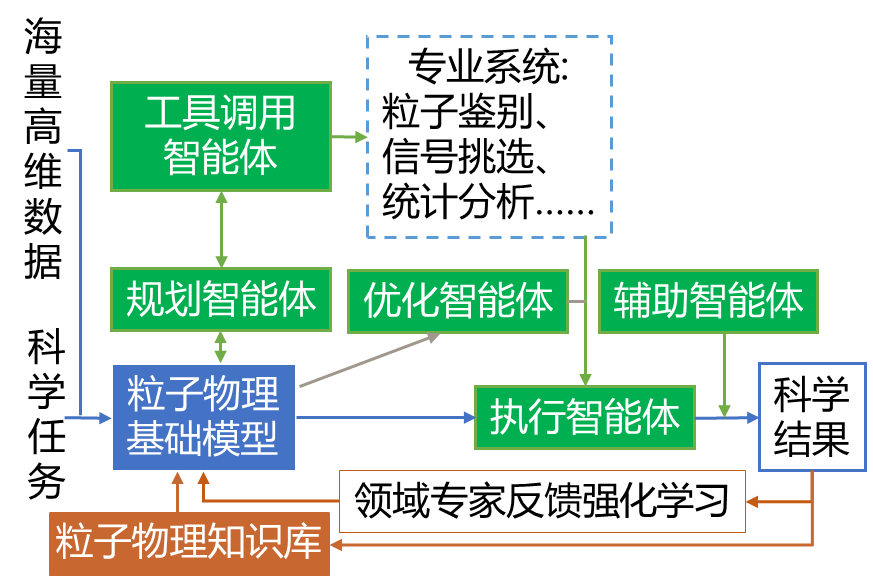 海量高维数据
科学任务
工具调用
智能体
专业系统:
粒子鉴别、
信号挑选、
统计分析……
规划智能体
优化智能体
辅助智能体
粒子物理
基础模型
执行智能体
科学
结果
领域专家反馈强化学习
粒子物理知识库